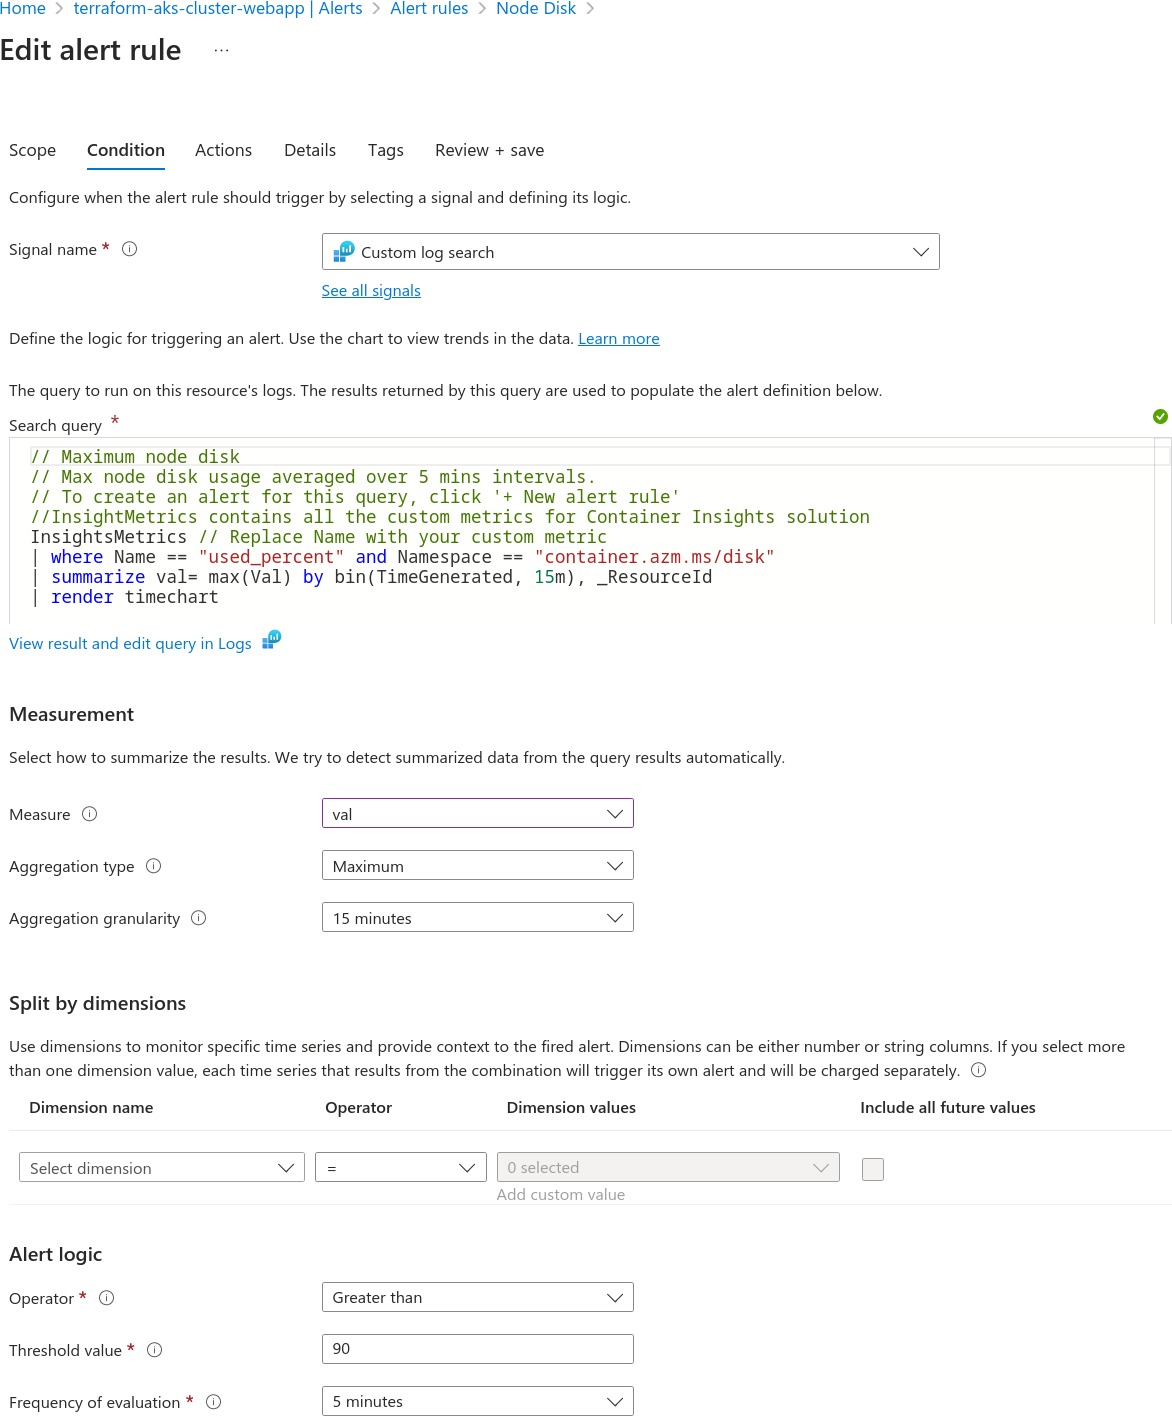 Home > terraform-aks-cluster-webapp | Alerts > Alert rules > Node Disk >
Edit alert rule ...
Scope Condition Actions Details Tags Review + save
Configure when the alert rule should trigger by selecting a signal and defining its logic.
Signal name * Custom log search
See all signals
Define the logic for triggering an alert. Use the chart to view trends in the data. Learn more
The query to run on this resource's logs. The results returned by this query are used to populate the alert definition below.
Search query *
// Maximum node disk
// Max node disk usage averaged over 5 mins intervals.
// To create an alert for this query, click '+ New alert rule'
//InsightMetrics contains all the custom metrics for Container Insights solution
InsightsMetrics // Replace Name with your custom metric
| where Name == "used_percent" and Namespace == "container.azm.ms/disk"
| summarize val= max(Val) by bin(TimeGenerated, 15m), _ResourceId
| render timechart
View result and edit query in Logs
Measurement
Select how to summarize the results. We try to detect summarized data from the query results automatically.
Measure val
Aggregation type Maximum
Aggregation granularity 15 minutes
Split by dimensions
Use dimensions to monitor specific time series and provide context to the fired alert. Dimensions can be either number or string columns. If you select more
than one dimension value, each time series that results from the combination will trigger its own alert and will be charged separately.
Dimension name Operator Dimension values Include all future values
Select dimension = 0 selected
Add custom value
Alert logic
Operator * Greater than
Threshold value * 90
Frequency of evaluation * 5 minutes